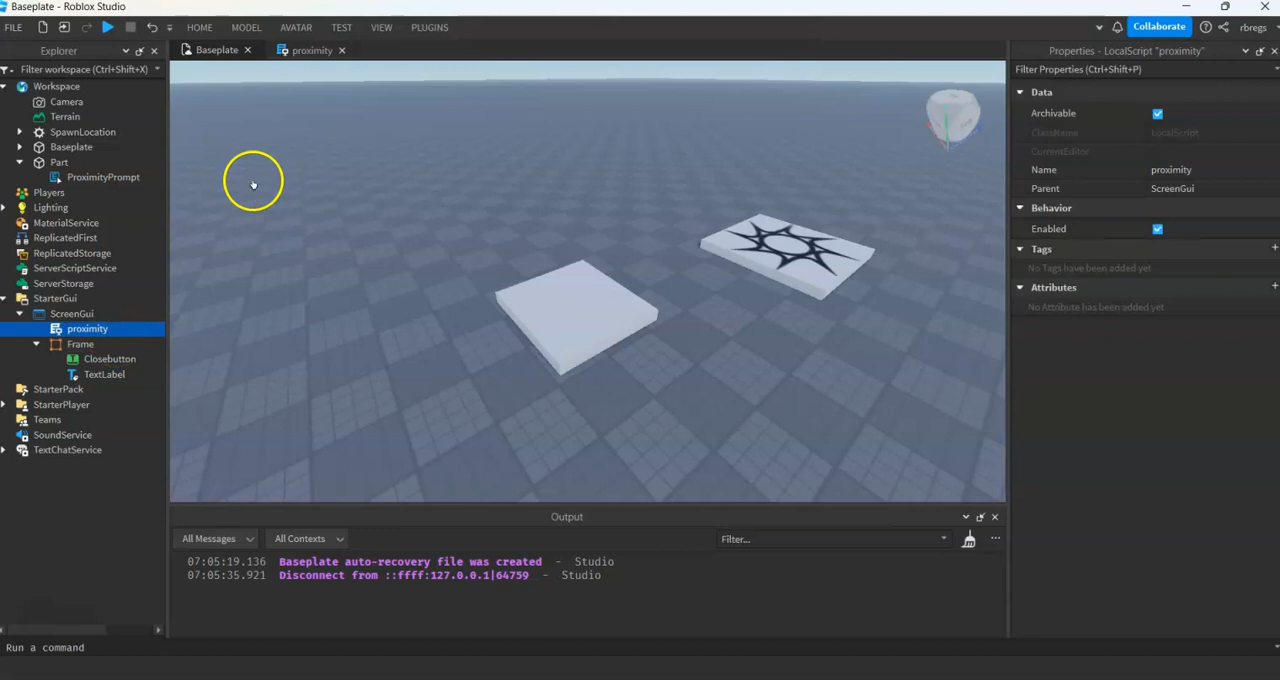 Baseplate - Roblox Studio
FILE HOME MODEL AVATAR TEST VIEW PLUGINS Collaborate rbregs
Explorer
Filter workspace (Ctrl+Shift+X)
Workspace
Camera
Terrain
SpawnLocation
Baseplate
Part
ProximityPrompt
Players
Lighting
MaterialService
ReplicatedFirst
ReplicatedStorage
ServerScriptService
ServerStorage
StarterGui
ScreenGui
proximity
Frame
Closebutton
TextLabel
StarterPack
StarterPlayer
Teams
SoundService
TextChatService
Baseplate proximity
Output
All Messages All Contexts Filter...
07:05:19.136 Baseplate auto-recovery file was created - Studio
07:05:35.921 Disconnect from ::ffff:127.0.0.1|64759 - Studio
Properties - LocalScript "proximity"
Filter Properties (Ctrl+Shift+P)
Data
Archivable
ClassName LocalScript
CurrentEditor
Name proximity
Parent ScreenGui
Behavior
Enabled
Tags
No Tags have been added yet
Attributes
No Attribute has been added yet
Run a command